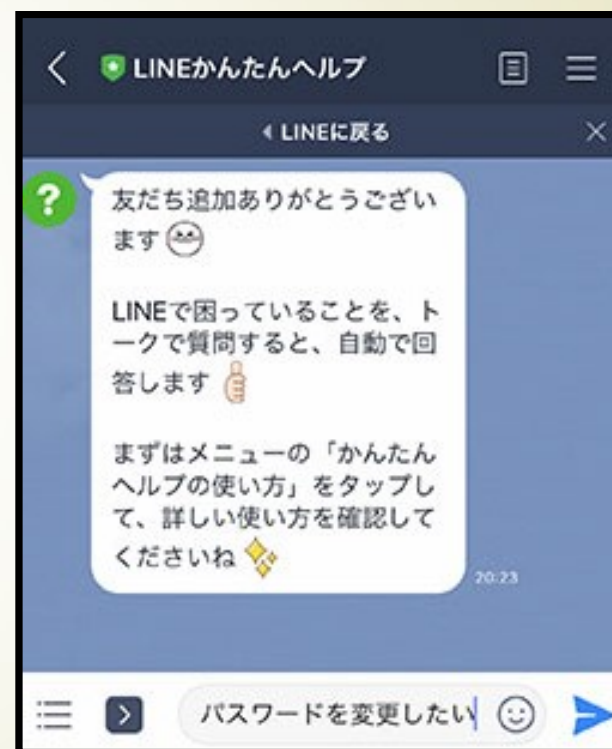 LINEかんたんヘルプ
LINEに戻る
友だち追加ありがとうござい
ます
LINEで困っていることを、ト
ークで質問すると、自動で回
答します
まずはメニューの「かんたん
ヘルプの使い方」をタップし
て、詳しい使い方を確認して
くださいね
20:23
パスワードを変更したい